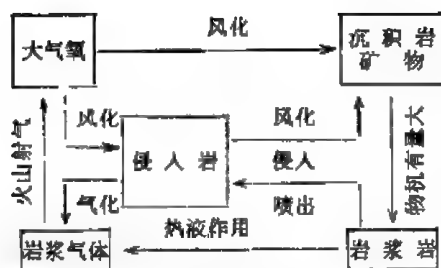 风化
大气氧
沉积岩
矿物
风化
风化
火山射气
侵入岩
侵入
大量有机物
气化
喷出
热液作用
岩浆气体
岩浆岩